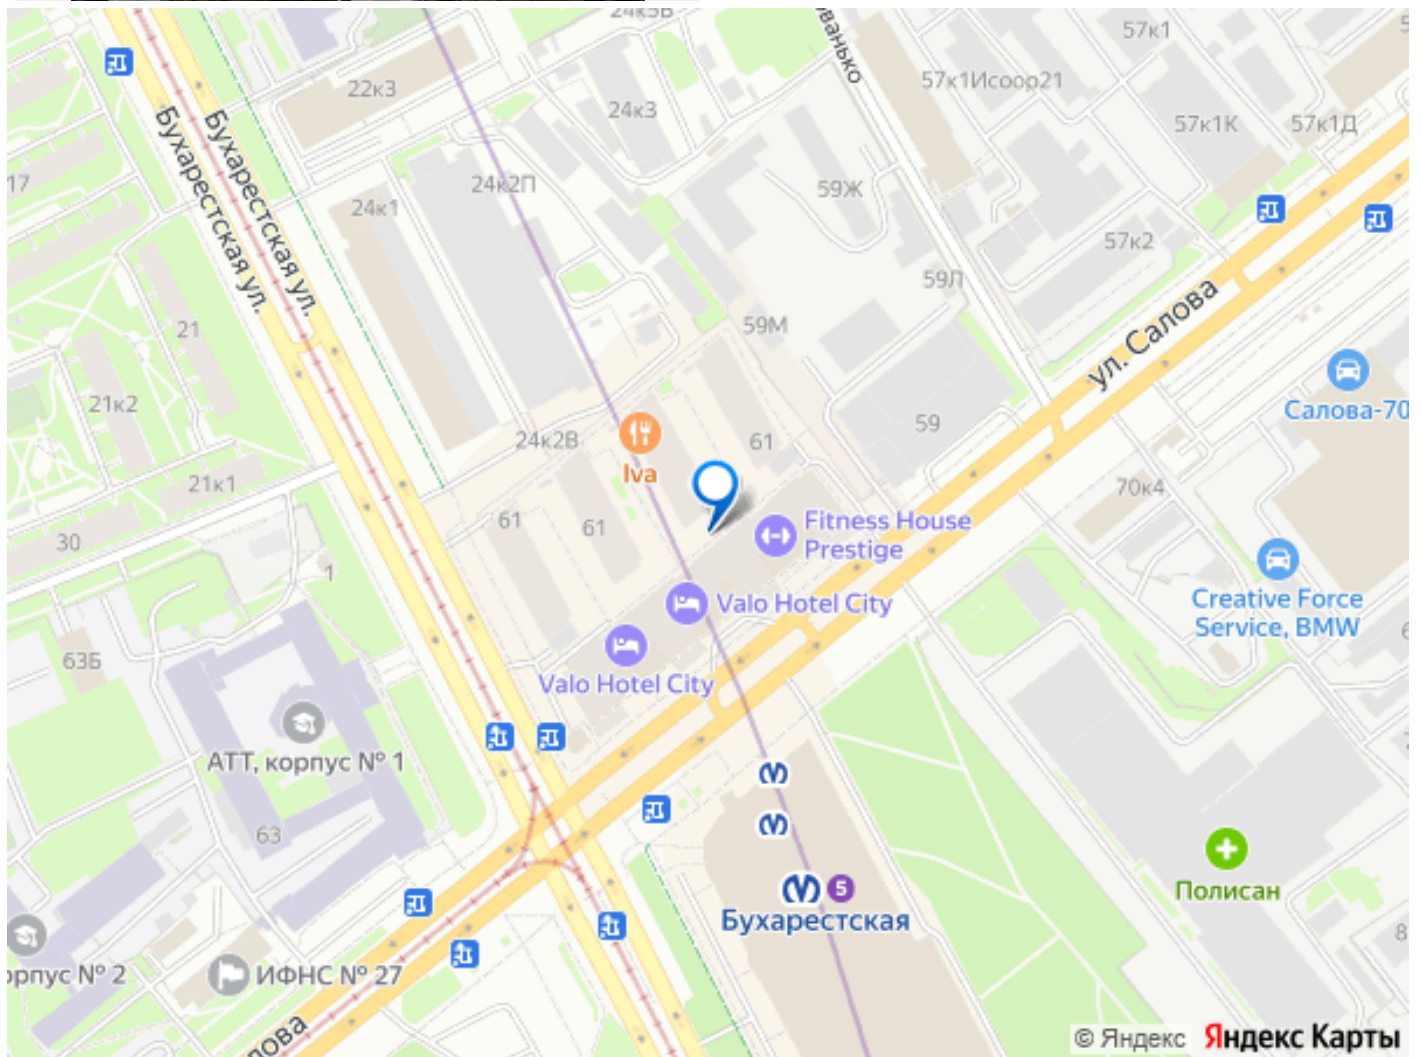 24к5В
57к1
22к3
24к3
57к1Исоор21
57к1К
57к1Д
Бухарестская ул.
Бухарестская ул.
17
24к2П
24к1
59Ж
57к2
59Л
21
59М
ул. Салова
21к2
Салова-70
24к2В
Iva
61
59
21к1
70к4
61
61
30
Fitness House
Prestige
1
Valo Hotel City
Creative Force
Service, BMW
63Б
Valo Hotel City
АТТ, корпус № 1
63
5
Полисан
Бухарестская
8
орпус № 2
ИФНС № 27
лова
© Яндекс
Яндекс Карты